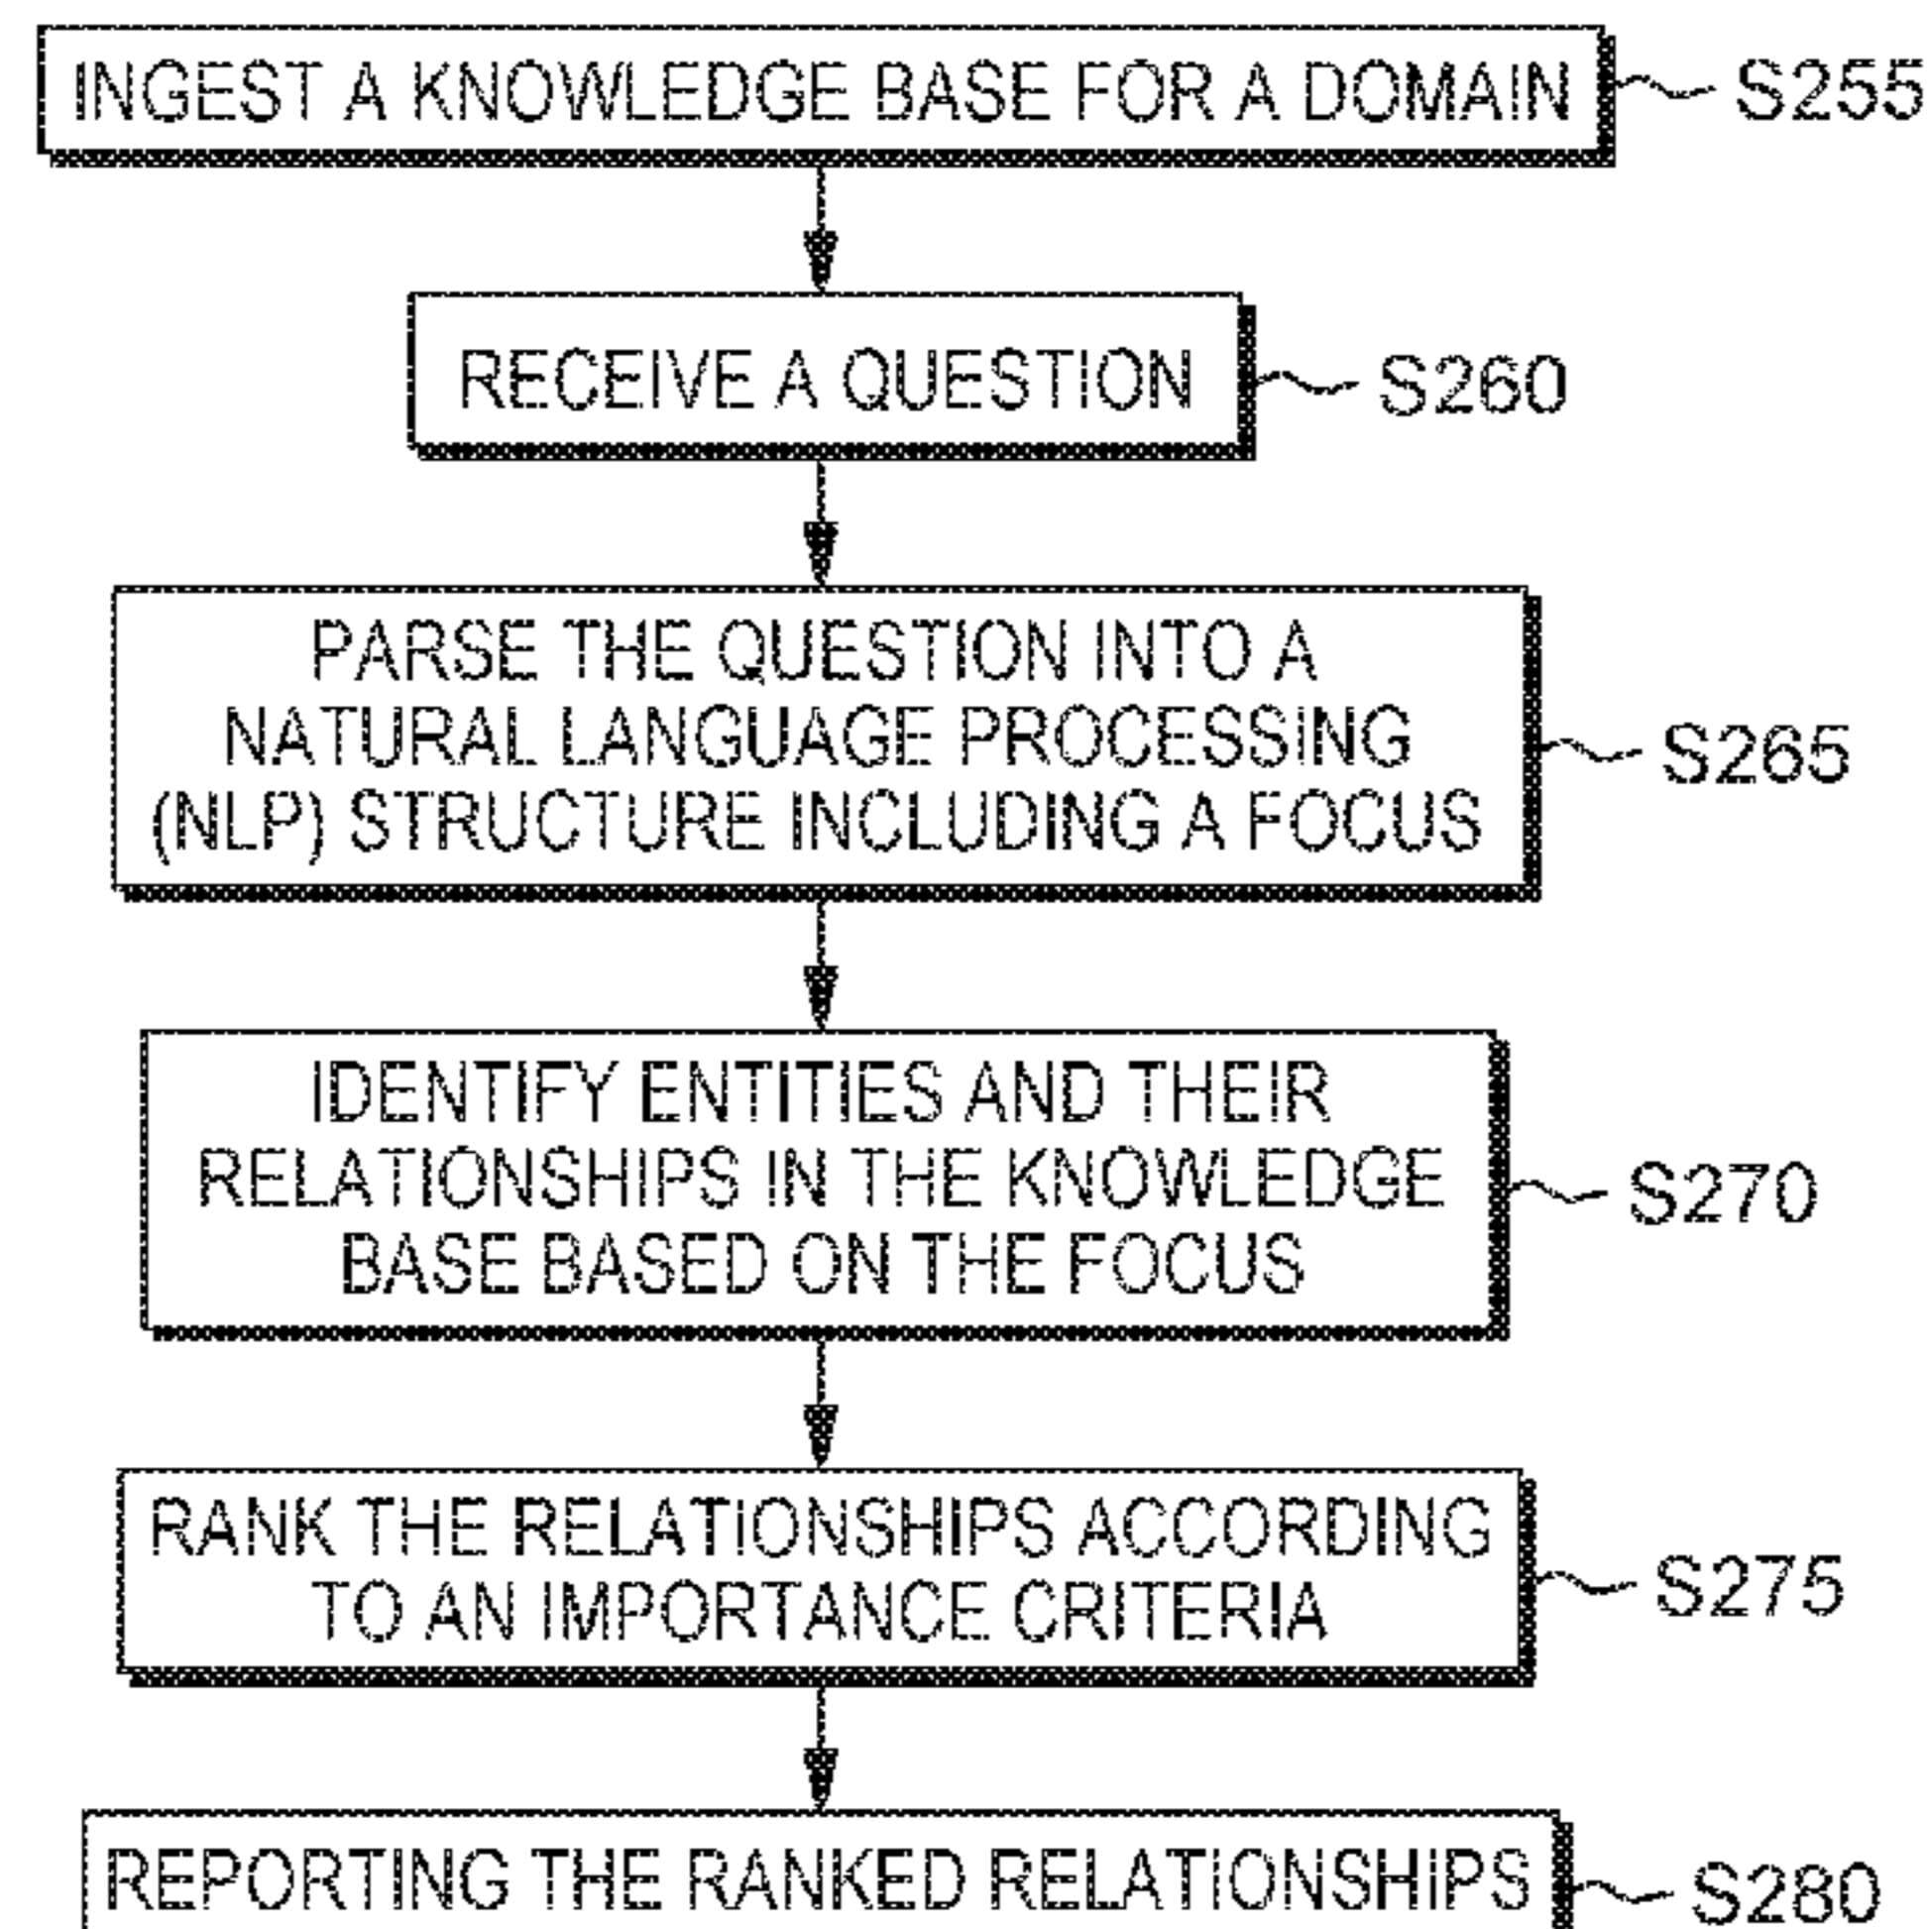 INGEST A KNOWLEDGE BASE FOR A DOMAIN
S255
RECEIVE A QUESTION
S260
PARSE THE QUESTION INTO A
NATURAL LANGUAGE PROCESSING
(NLP) STRUCTURE INCLUDING A FOCUS
S265
IDENTIFY ENTITIES AND THEIR
RELATIONSHIPS IN THE KNOWLEDGE
BASE BASED ON THE FOCUS
S270
RANK THE RELATIONSHIPS ACCORDING
TO AN IMPORTANCE CRITERIA
S275
REPORTING THE RANKED RELATIONSHIPS
S280